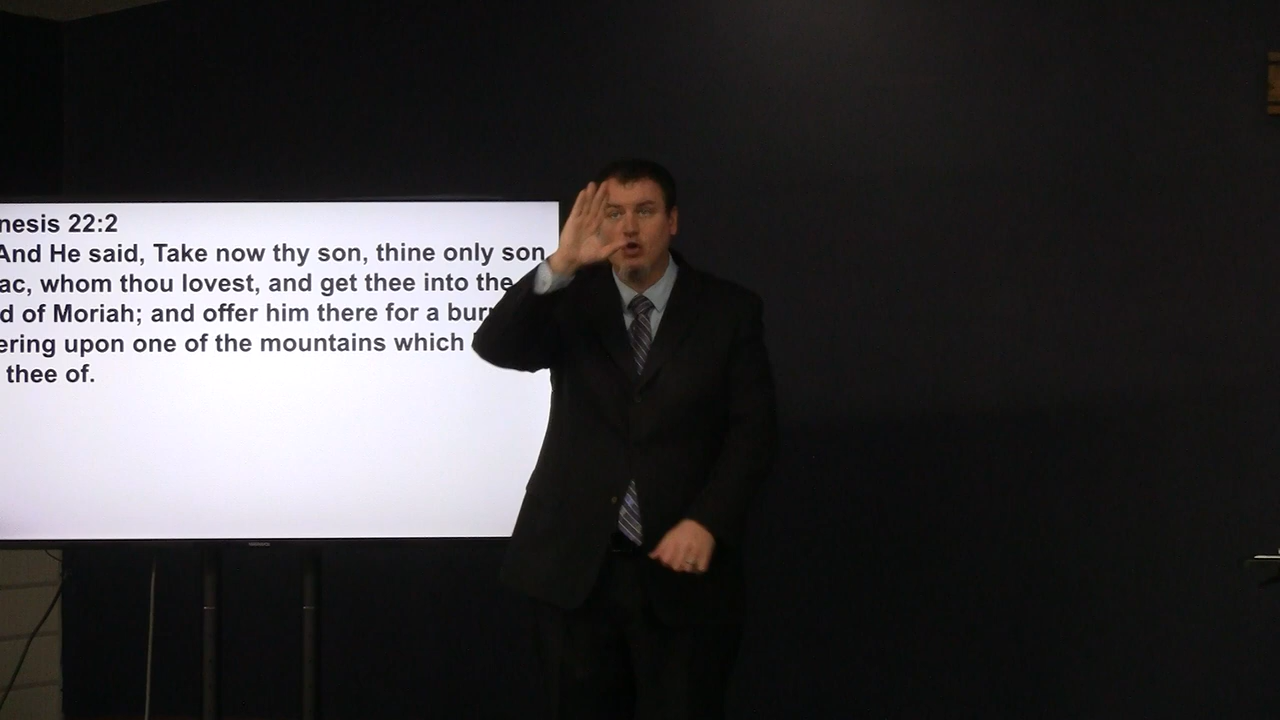 nesis 22:2
And He said, Take now thy son, thine only son
ac, whom thou lovest, and get thee into the
d of Moriah; and offer him there for a bur
ering upon one of the mountains which
thee of.